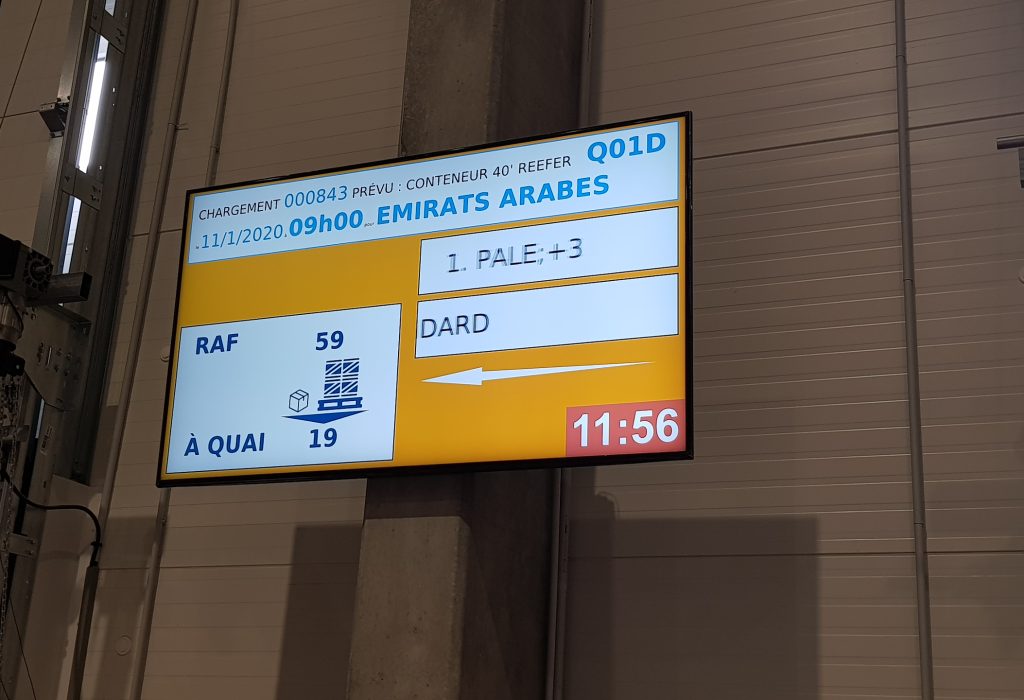 CHARGEMENT 000843 PRÉVU : CONTENEUR 40' REEFER Q01D
11/1/2020 09h00 pour EMIRATS ARABES
1. PALE;+3
DARD
RAF 59
À QUAI 19
11:56